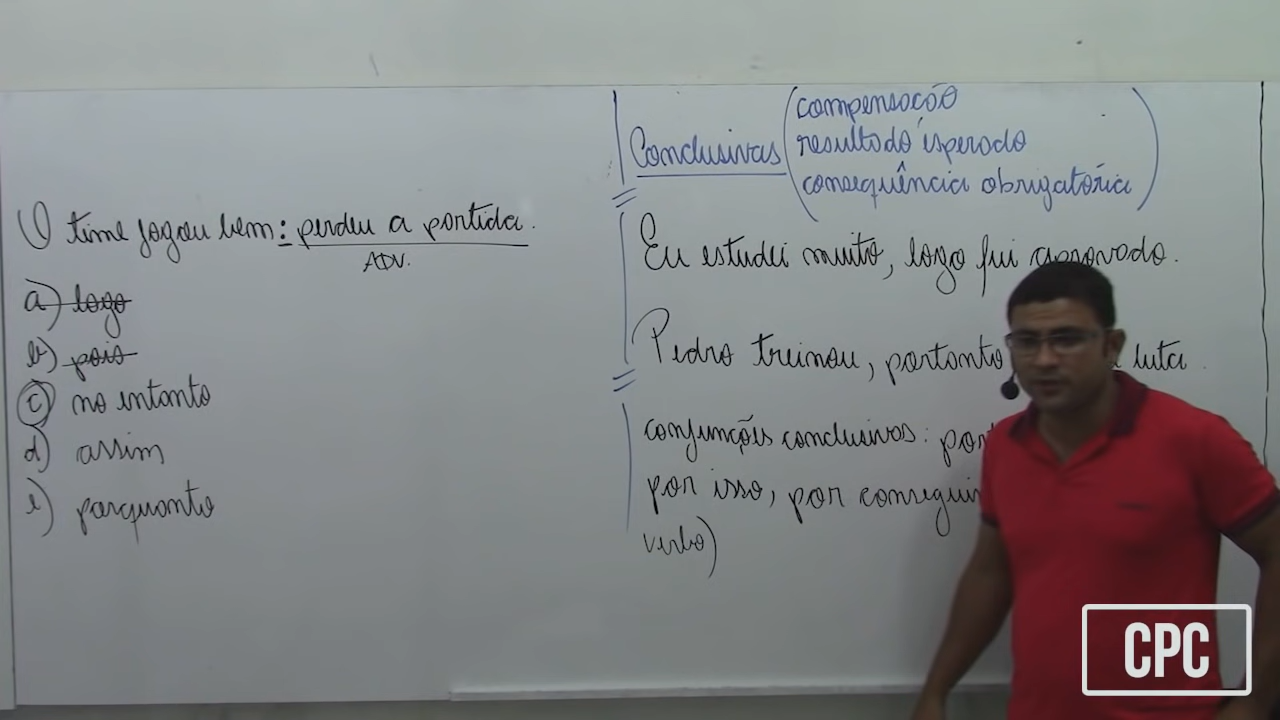 O time jogou bem: perdeu a partida.
ADV.
a) logo
b) pois
c) no entanto
d) assim
e) porquanto
Conclusivas (compensação
resultado esperado
consequência obrigatória)
Eu estudei muito, logo fui aprovado.
Pedro treinou, portanto luta.
conjunções conclusivas:
por isso, por
verbo)
CPC